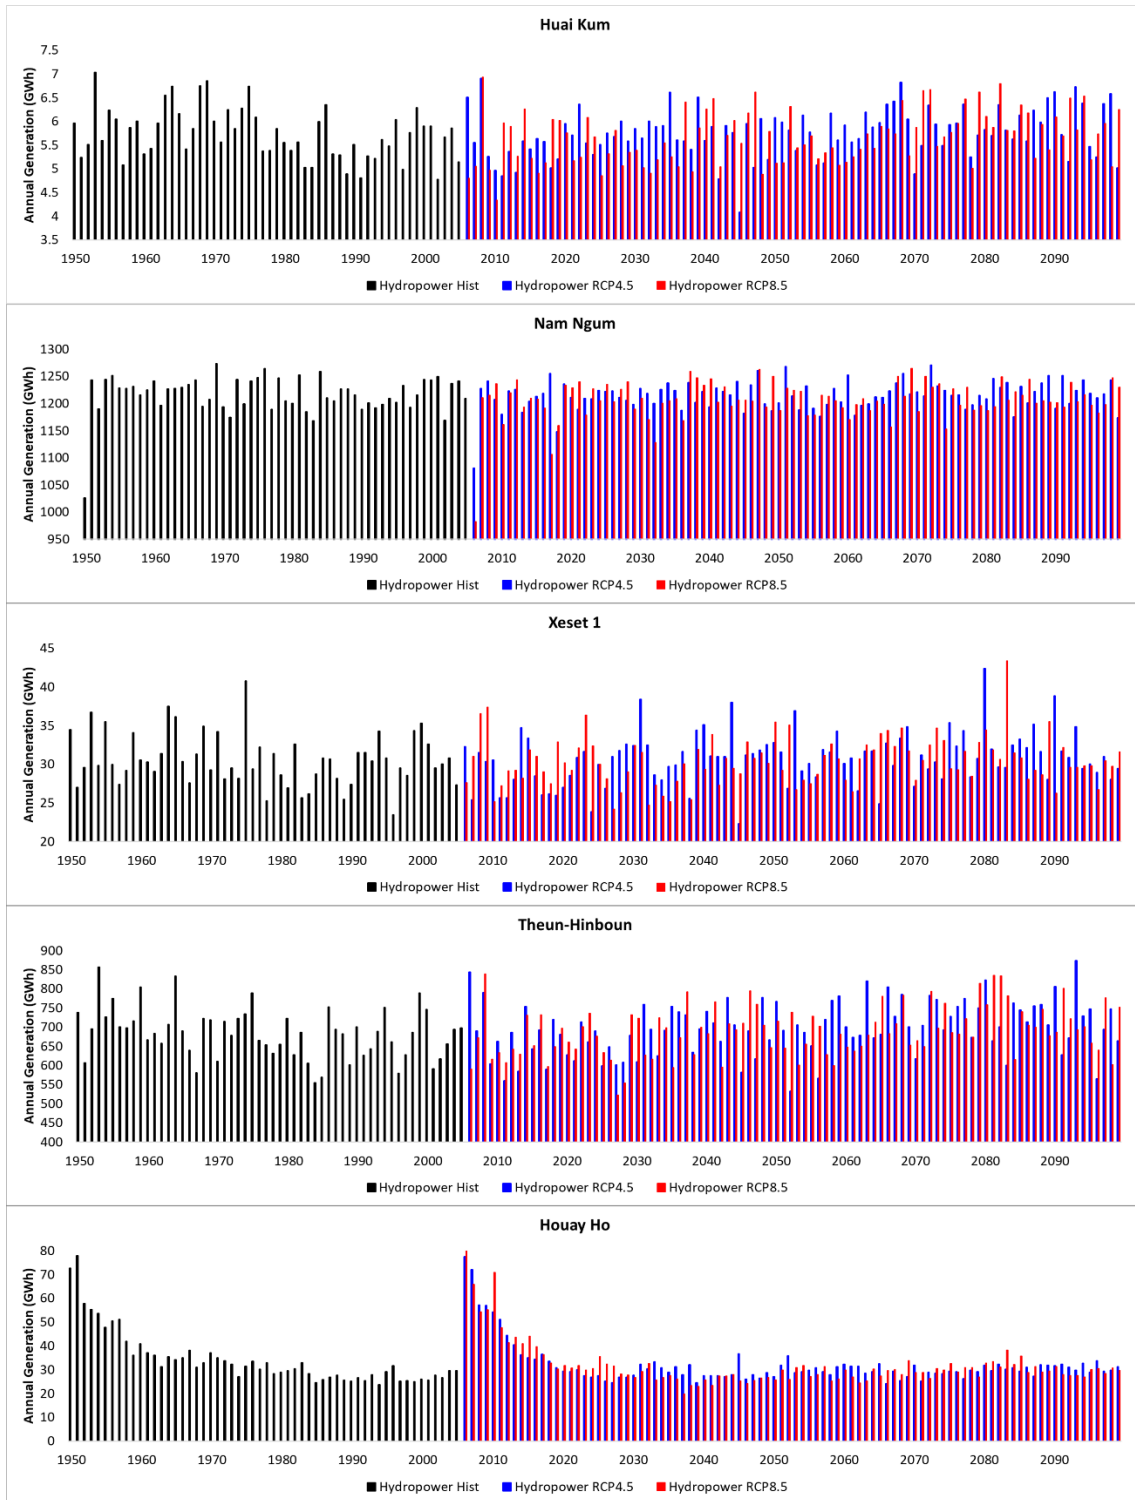 Huai Kum
Annual Generation (GWh)
7.5
7
6.5
6
5.5
5
4.5
4
3.5
1950 1960 1970 1980 1990 2000 2010 2020 2030 2040 2050 2060 2070 2080 2090
Hydropower Hist Hydropower RCP4.5 Hydropower RCP8.5
Nam Ngum
Annual Generation (GWh)
1300
1250
1200
1150
1100
1050
1000
950
1950 1960 1970 1980 1990 2000 2010 2020 2030 2040 2050 2060 2070 2080 2090
Hydropower Hist Hydropower RCP4.5 Hydropower RCP8.5
Xeset 1
Annual Generation (GWh)
45
40
35
30
25
20
1950 1960 1970 1980 1990 2000 2010 2020 2030 2040 2050 2060 2070 2080 2090
Hydropower Hist Hydropower RCP4.5 Hydropower RCP8.5
Theun-Hinboun
Annual Generation (GWh)
900
850
800
750
700
650
600
550
500
450
400
1950 1960 1970 1980 1990 2000 2010 2020 2030 2040 2050 2060 2070 2080 2090
Hydropower Hist Hydropower RCP4.5 Hydropower RCP8.5
Houay Ho
Annual Generation (GWh)
80
70
60
50
40
30
20
10
0
1950 1960 1970 1980 1990 2000 2010 2020 2030 2040 2050 2060 2070 2080 2090
Hydropower Hist Hydropower RCP4.5 Hydropower RCP8.5